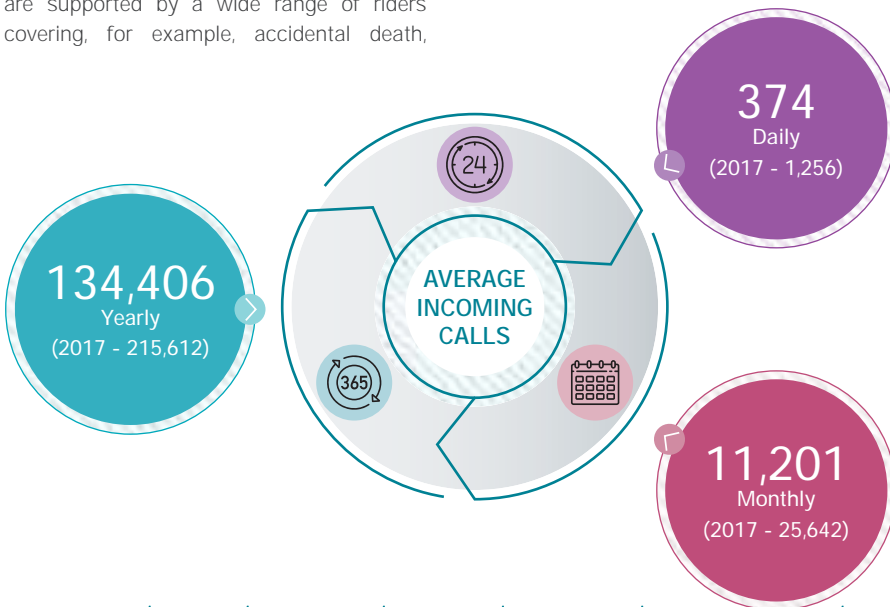 are supported by a wide range of riders
covering, for example, accidental death,
374
Daily
(2017 - 1,256)
24
134,406
Yearly
(2017 - 215,612)
AVERAGE
INCOMING
CALLS
365
11,201
Monthly
(2017 - 25,642)